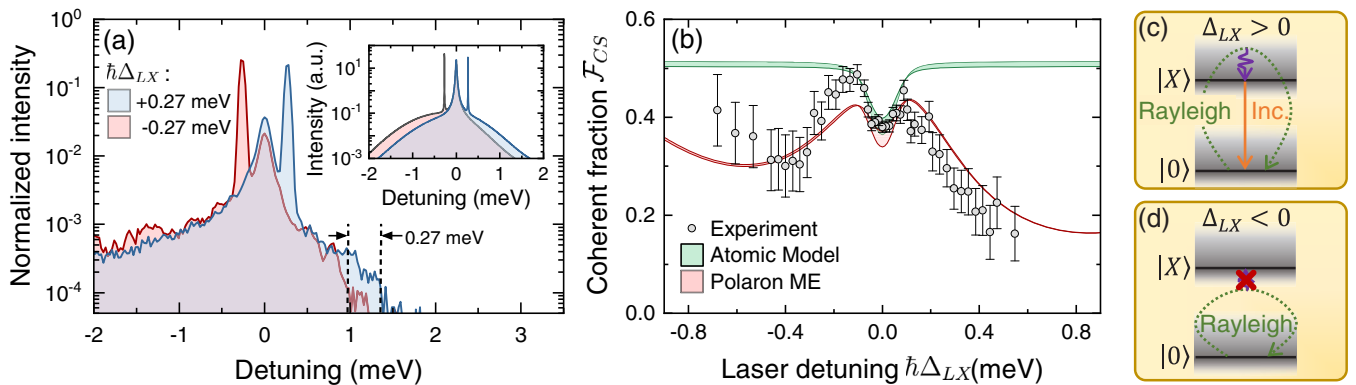 (a)
ħΔ_LX:
+0.27 meV
-0.27 meV
Normalized intensity
10^0
10^-1
10^-2
10^-3
10^-4
-2 -1 0 1 2 3
Detuning (meV)
0.27 meV
Intensity (a.u.)
10^1
10^-1
10^-3
-2 -1 0 1 2
Detuning (meV)
(b)
Coherent fraction ℱ_CS
0.6
0.4
0.2
0.0
Experiment
Atomic Model
Polaron ME
-0.8 -0.4 0.0 0.4 0.8
Laser detuning ħΔ_LX(meV)
(c) Δ_LX > 0
|X⟩
Rayleigh Inc.
|0⟩
(d) Δ_LX < 0
|X⟩
Rayleigh
|0⟩